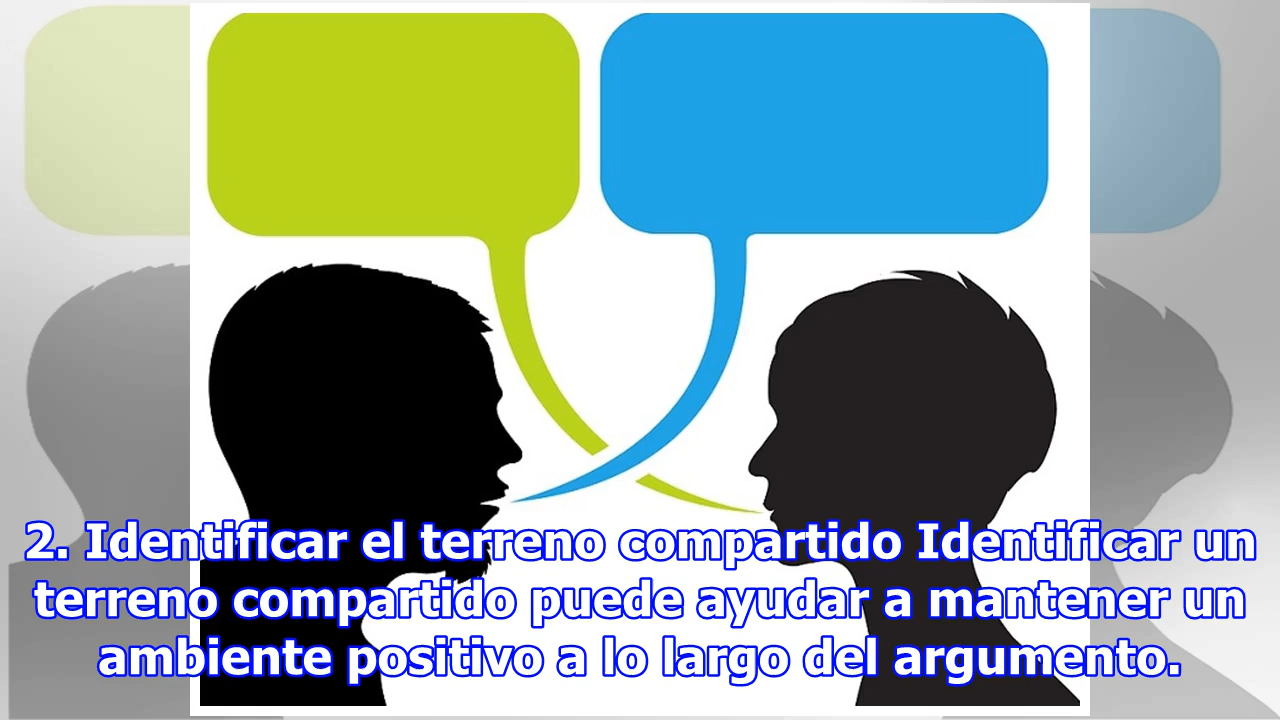 2. Identificar el terreno compartido Identificar un
terreno compartido puede ayudar a mantener un
ambiente positivo a lo largo del argumento.